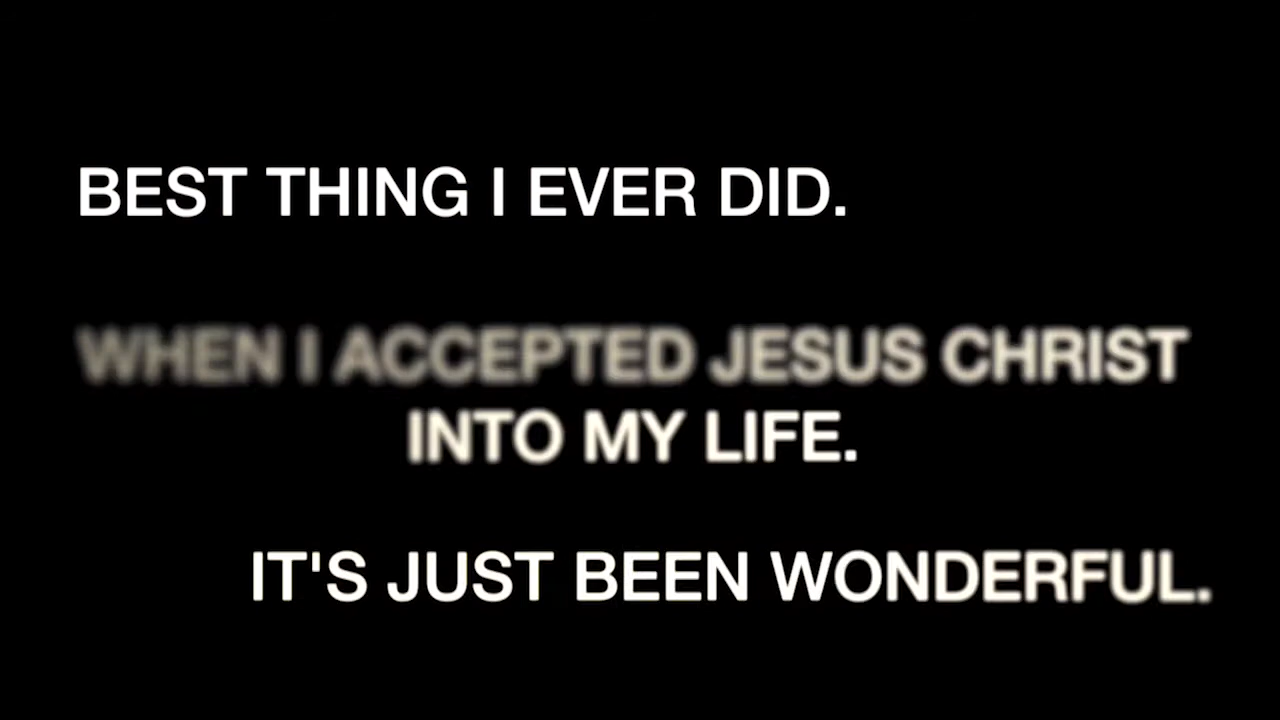 BEST THING I EVER DID.
WHEN I ACCEPTED JESUS CHRIST
INTO MY LIFE.
IT'S JUST BEEN WONDERFUL.